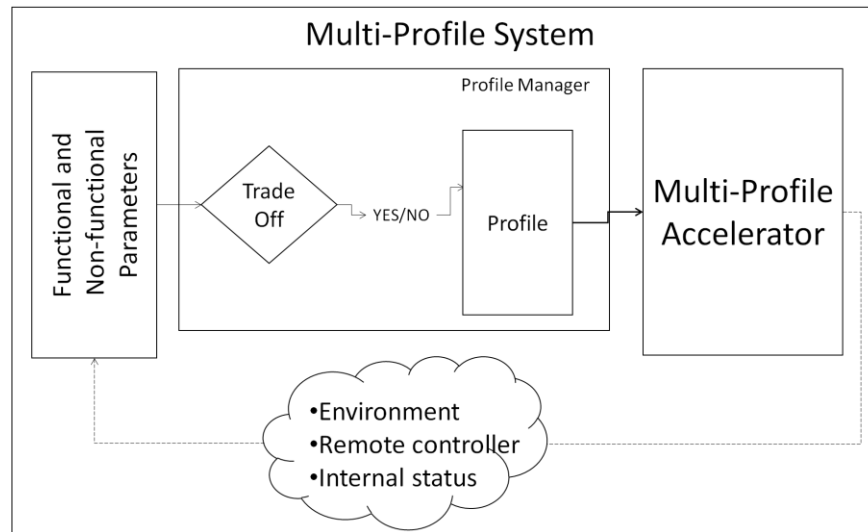 Multi-Profile System
Functional and
Non-functional
Parameters
Profile Manager
Trade
Off
YES/NO
Profile
Multi-Profile
Accelerator
•Environment
•Remote controller
•Internal status